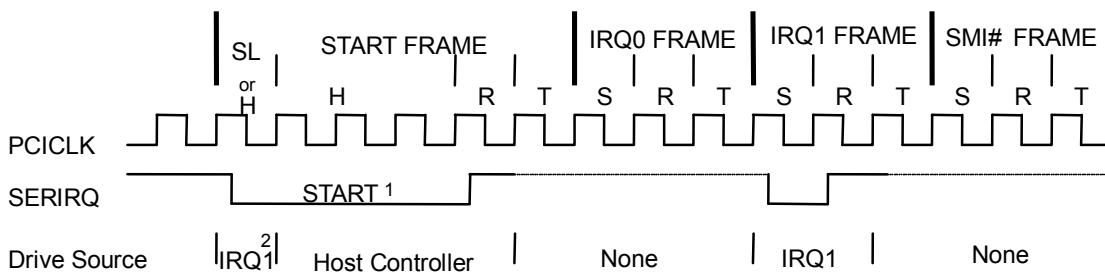 SL
or
H
START FRAME
H R T
IRQ0 FRAME
S R T
IRQ1 FRAME
S R T
SMI# FRAME
S R T
PCICLK
SERIRQ START 1
Drive Source IRQ1 2 Host Controller None IRQ1 None